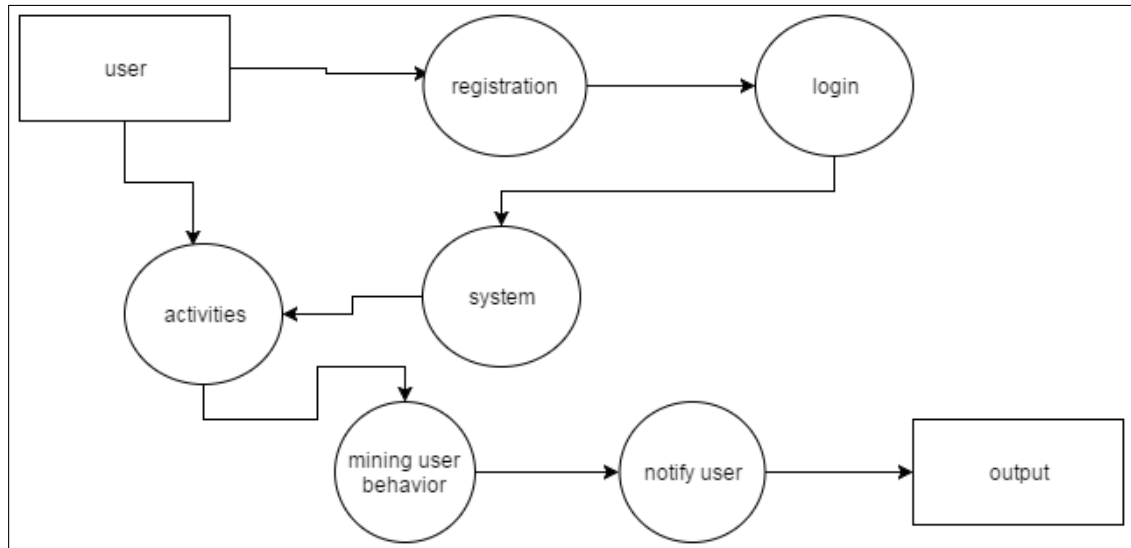 user
registration
login
activities
system
mining user
behavior
notify user
output